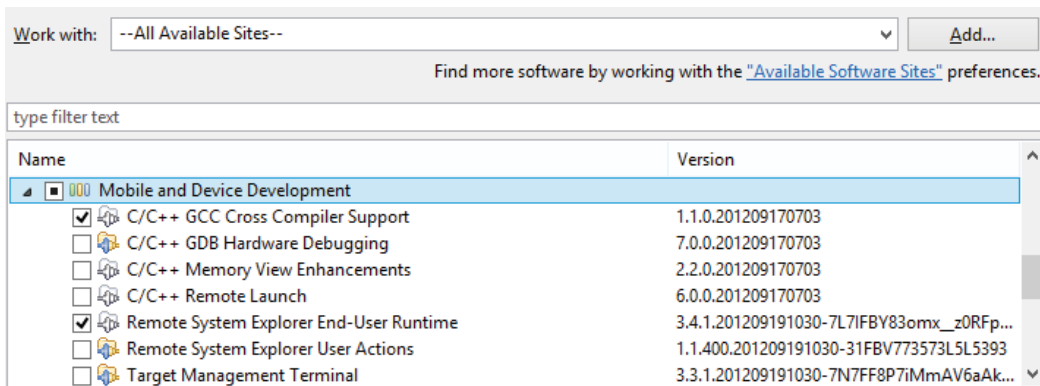 Work with: --All Available Sites-- Add...
Find more software by working with the "Available Software Sites" preferences.
type filter text
Name Version
Mobile and Device Development
C/C++ GCC Cross Compiler Support 1.1.0.201209170703
C/C++ GDB Hardware Debugging 7.0.0.201209170703
C/C++ Memory View Enhancements 2.2.0.201209170703
C/C++ Remote Launch 6.0.0.201209170703
Remote System Explorer End-User Runtime 3.4.1.201209191030-7L7IFBY83omx__z0RFp...
Remote System Explorer User Actions 1.1.400.201209191030-31FBV773573L5L5393
Target Management Terminal 3.3.1.201209191030-7N7FF8P7iMmAV6aAk...